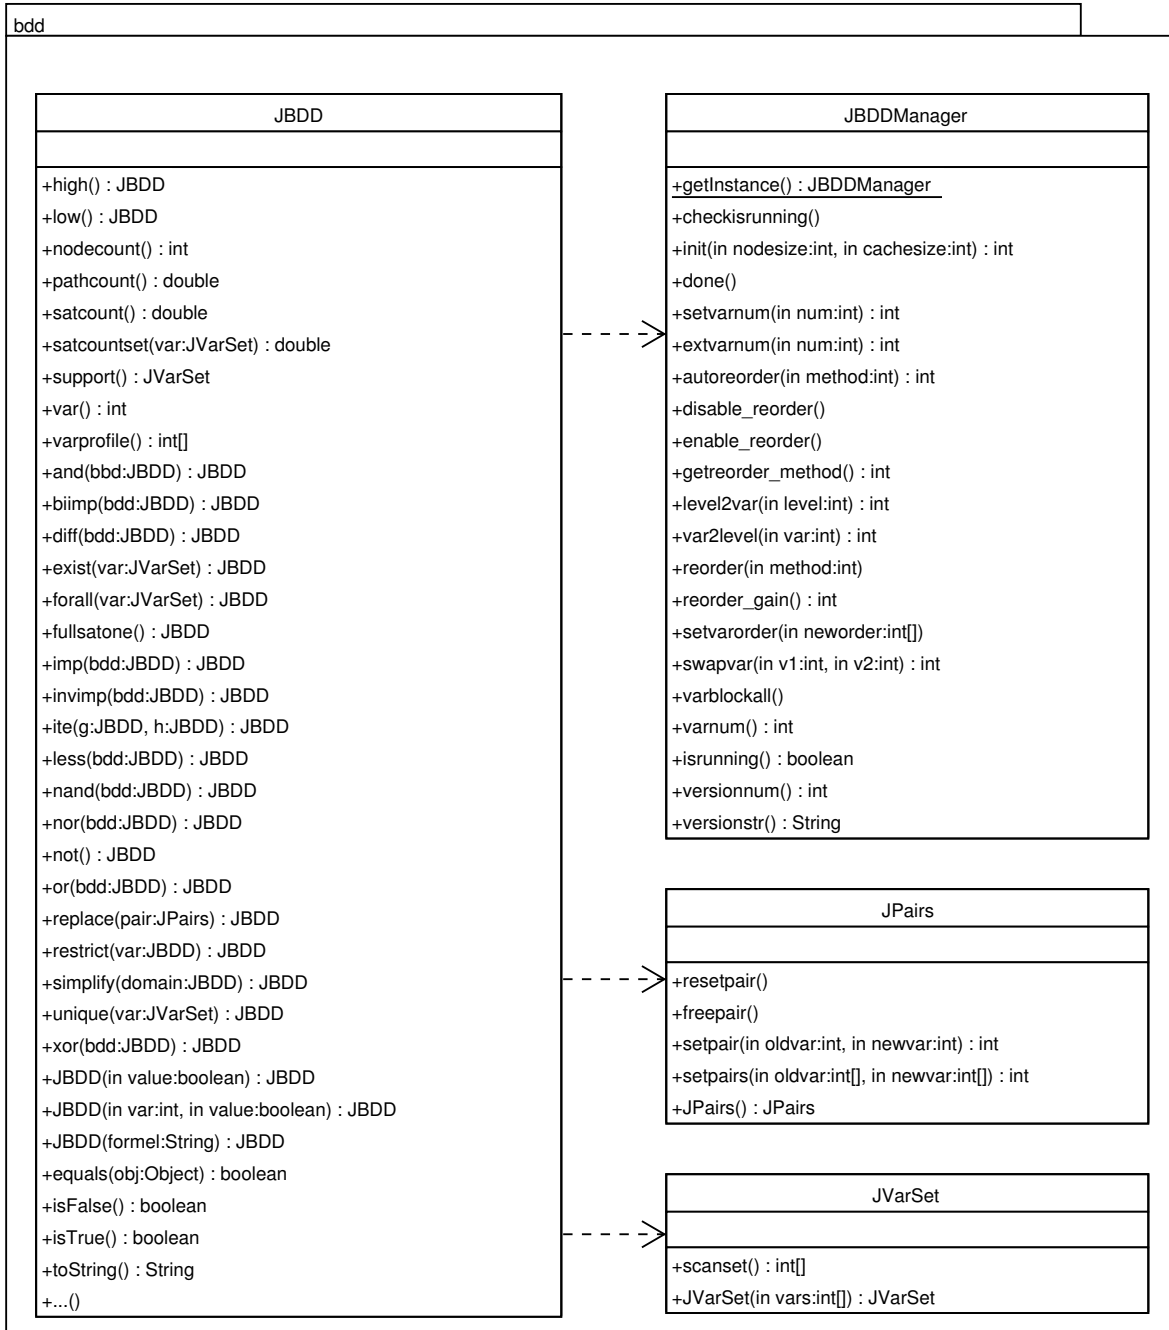 bdd
JBDD
+high() : JBDD
+low() : JBDD
+nodecount() : int
+pathcount() : double
+satcount() : double
+satcountset(var:JVarSet) : double
+support() : JVarSet
+var() : int
+varprofile() : int[]
+and(bbd:JBDD) : JBDD
+biimp(bdd:JBDD) : JBDD
+diff(bdd:JBDD) : JBDD
+exist(var:JVarSet) : JBDD
+forall(var:JVarSet) : JBDD
+fullsatone() : JBDD
+imp(bdd:JBDD) : JBDD
+invimp(bdd:JBDD) : JBDD
+ite(g:JBDD, h:JBDD) : JBDD
+less(bdd:JBDD) : JBDD
+nand(bdd:JBDD) : JBDD
+nor(bdd:JBDD) : JBDD
+not() : JBDD
+or(bdd:JBDD) : JBDD
+replace(pair:JPairs) : JBDD
+restrict(var:JBDD) : JBDD
+simplify(domain:JBDD) : JBDD
+unique(var:JVarSet) : JBDD
+xor(bdd:JBDD) : JBDD
+JBDD(in value:boolean) : JBDD
+JBDD(in var:int, in value:boolean) : JBDD
+JBDD(formel:String) : JBDD
+equals(obj:Object) : boolean
+isFalse() : boolean
+isTrue() : boolean
+toString() : String
+...()
JBDDManager
+getInstance() : JBDDManager
+checkisrunning()
+init(in nodesize:int, in cachesize:int) : int
+done()
+setvarnum(in num:int) : int
+extvarnum(in num:int) : int
+autoreorder(in method:int) : int
+disable_reorder()
+enable_reorder()
+getreorder_method() : int
+level2var(in level:int) : int
+var2level(in var:int) : int
+reorder(in method:int)
+reorder_gain() : int
+setvarorder(in neworder:int[])
+swapvar(in v1:int, in v2:int) : int
+varblockall()
+varnum() : int
+isrunning() : boolean
+versionnum() : int
+versionstr() : String
JPairs
+resetpair()
+freepair()
+setpair(in oldvar:int, in newvar:int) : int
+setpairs(in oldvar:int[], in newvar:int[]) : int
+JPairs() : JPairs
JVarSet
+scanset() : int[]
+JVarSet(in vars:int[]) : JVarSet